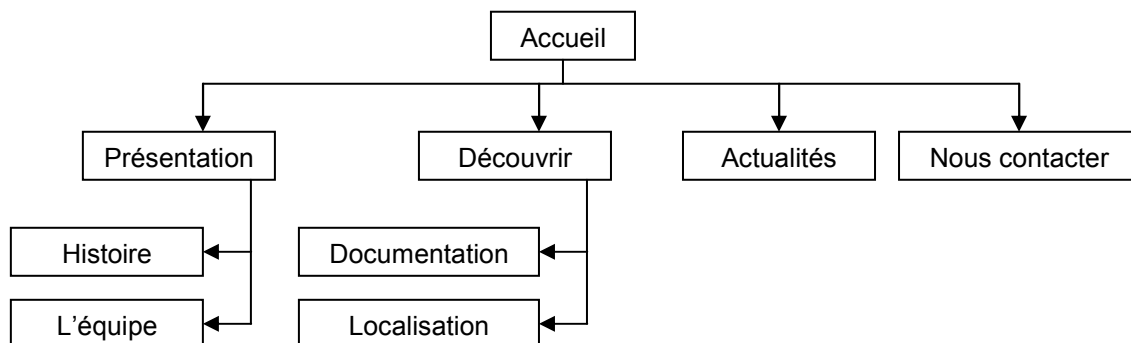 Accueil
Présentation
Découvrir
Actualités
Nous contacter
Histoire
Documentation
L’équipe
Localisation